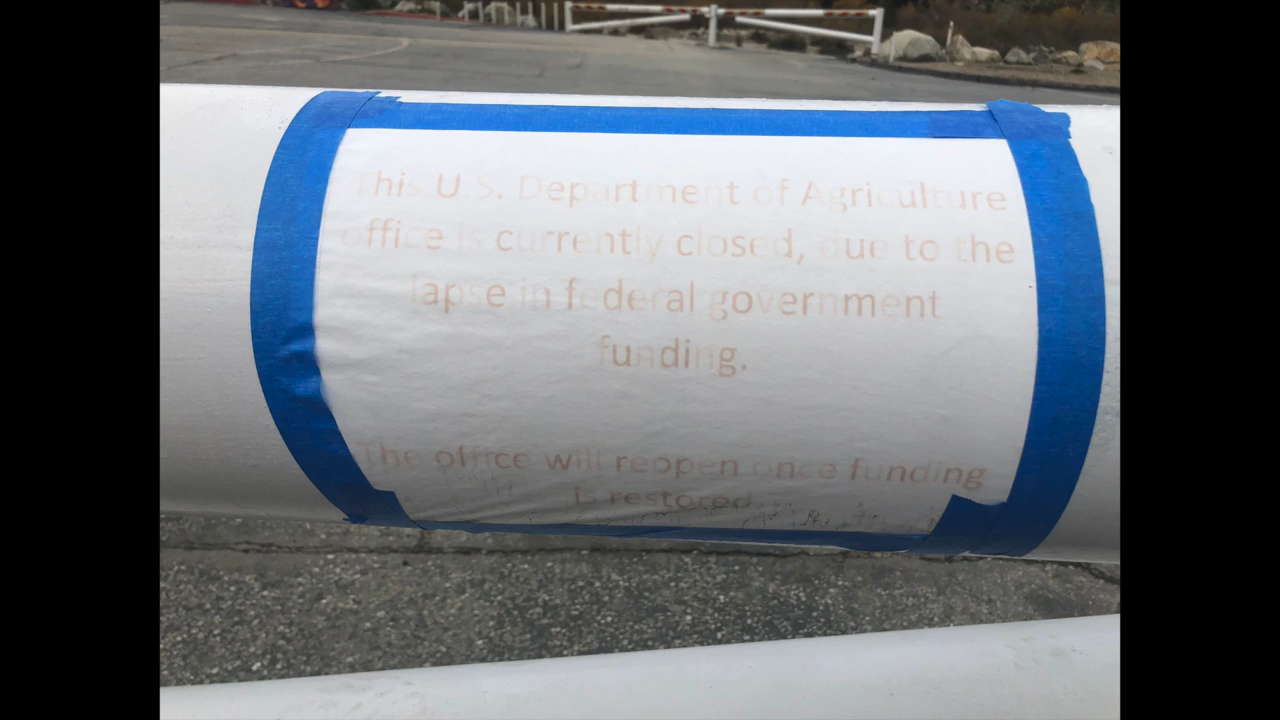 This U.S. Department of Agriculture
office is currently closed, due to the
lapse in federal government
funding.
The office will reopen once funding
is restored.